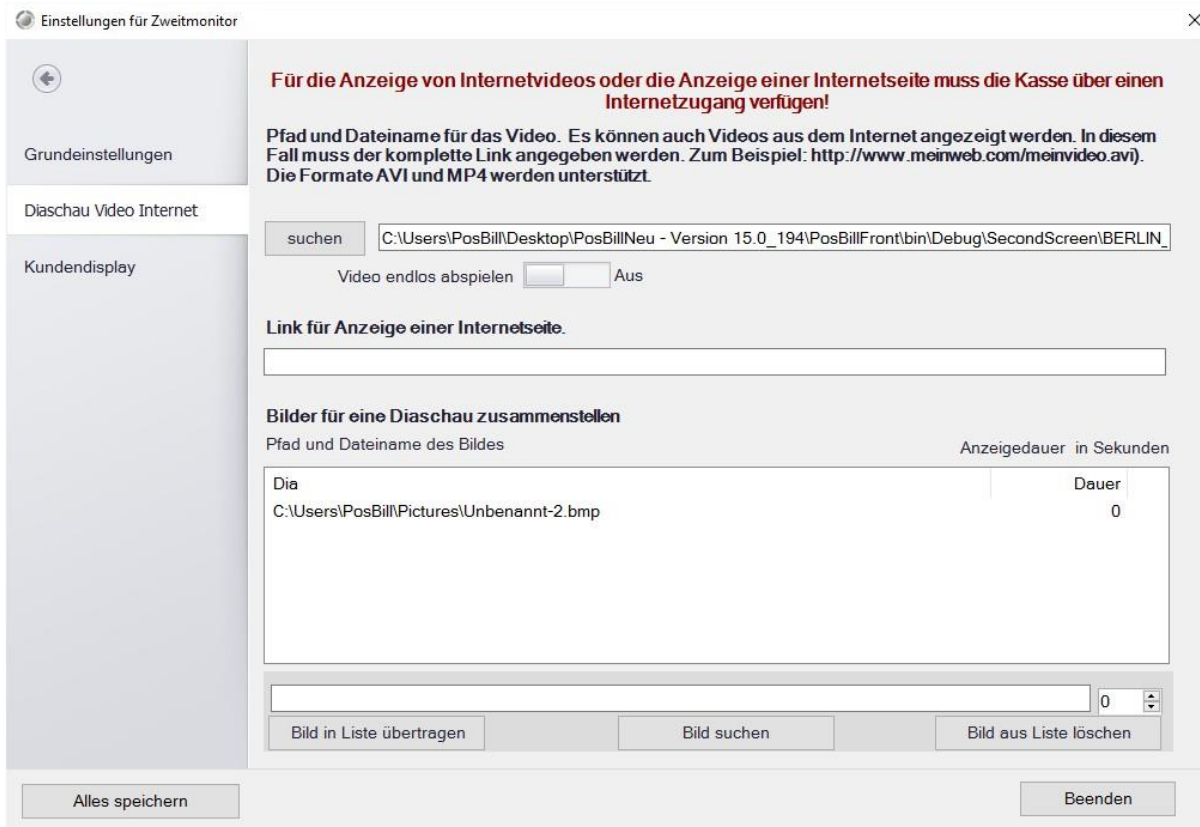 Einstellungen für Zweitmonitor
Grundeinstellungen
Diaschau Video Internet
Kundendisplay
Für die Anzeige von Internetvideos oder die Anzeige einer Internetseite muss die Kasse über einen
Internetzugang verfügen!
Pfad und Dateiname für das Video. Es können auch Videos aus dem Internet angezeigt werden. In diesem
Fall muss der komplette Link angegeben werden. Zum Beispiel: http://www.meinweb.com/meinvideo.avi).
Die Formate AVI und MP4 werden unterstützt.
suchen C:\Users\PosBill\Desktop\PosBillNeu - Version 15.0_194\PosBillFront\bin\Debug\SecondScreen\BERLIN_
Video endlos abspielen Aus
Link für Anzeige einer Internetseite.
Bilder für eine Diaschau zusammenstellen
Pfad und Dateiname des Bildes Anzeigedauer in Sekunden
Dia Dauer
C:\Users\PosBill\Pictures\Unbenannt-2.bmp 0
0
Bild in Liste übertragen Bild suchen Bild aus Liste löschen
Alles speichern Beenden